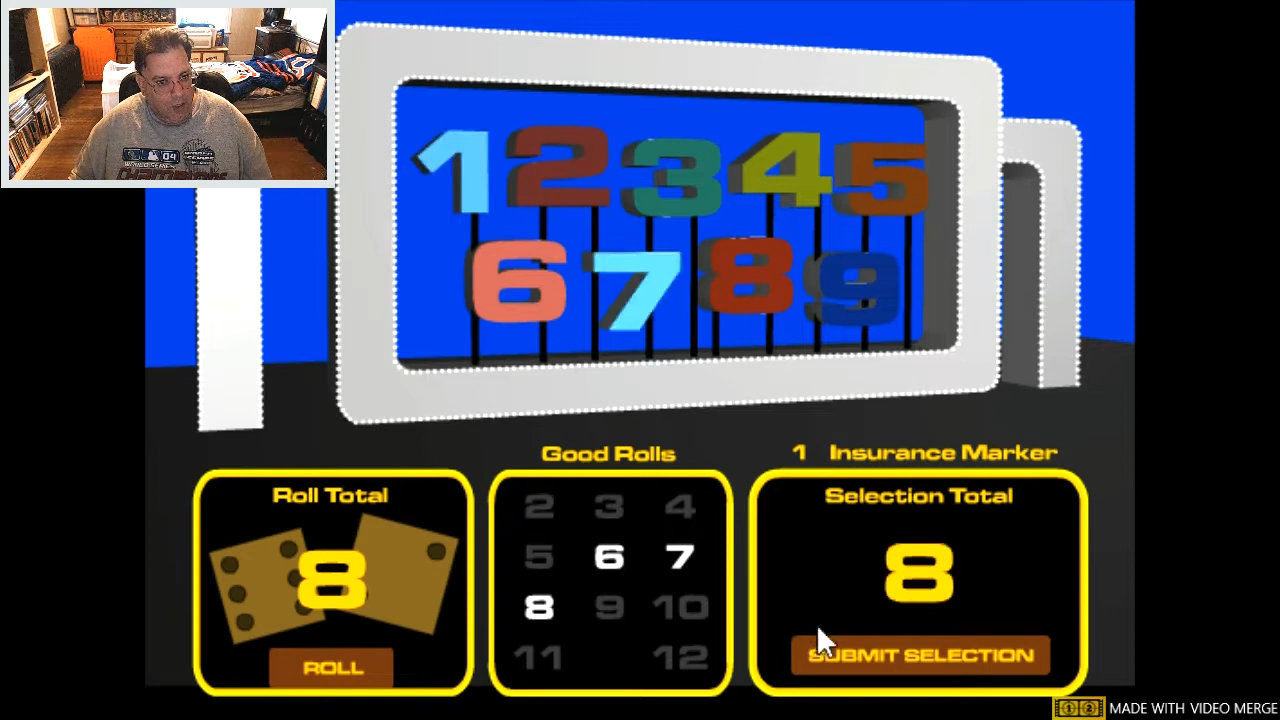 04
1 2 3 4 5
6 7 8 9
Good Rolls
1 Insurance Marker
Roll Total
8
ROLL
2 3 4
5 6 7
8 9 10
11 12
Selection Total
8
SUBMIT SELECTION
MADE WITH VIDEO MERGE